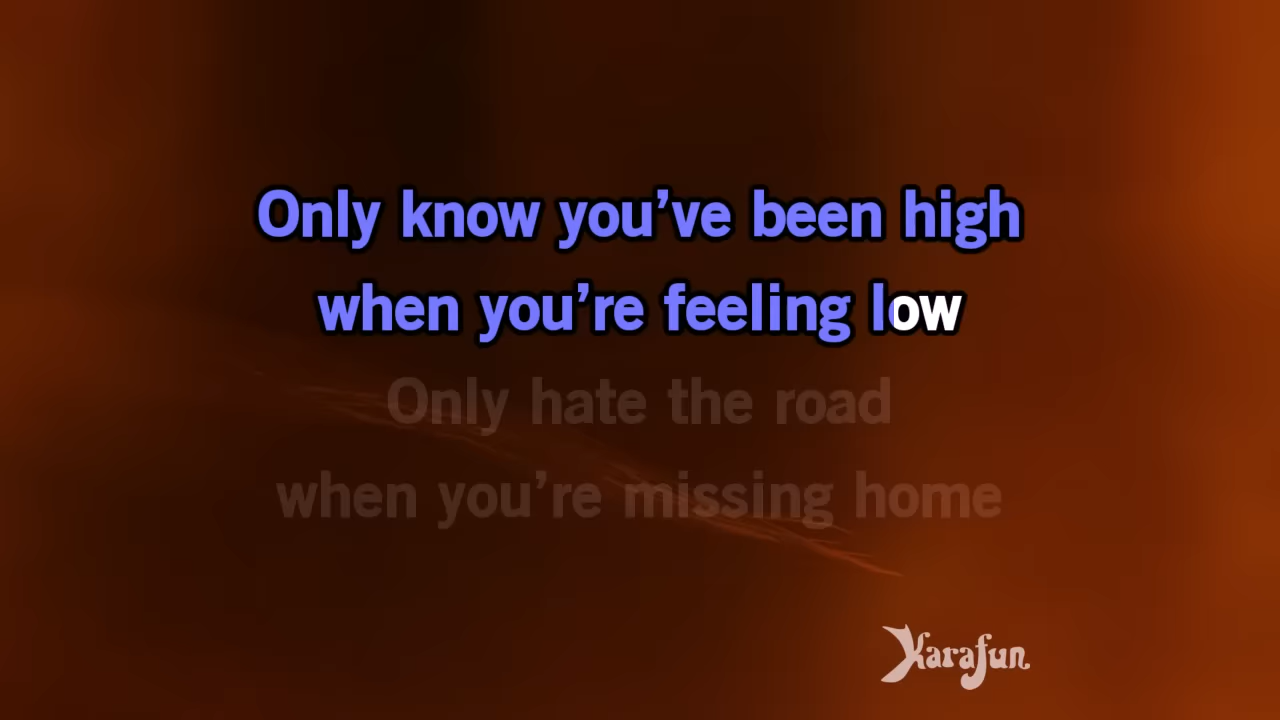 Only know you’ve been high
when you’re feeling low
Only hate the road
when you’re missing home
Karafun